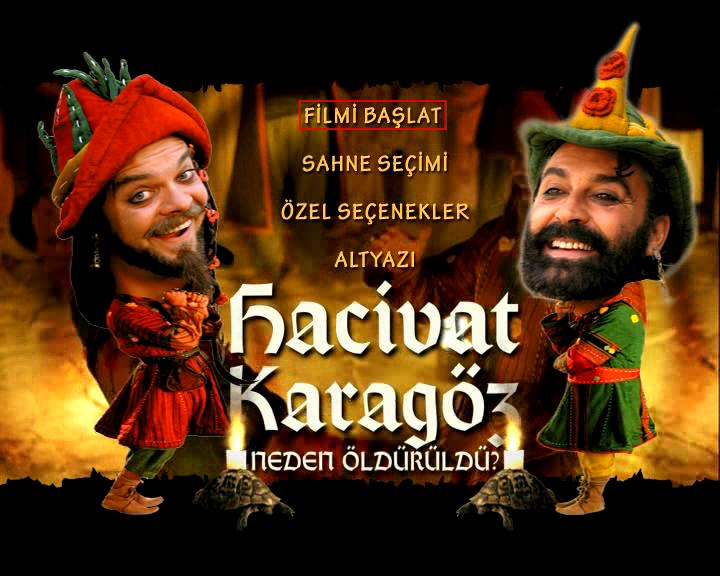 FİLMİ BAŞLAT
SAHNE SEÇİMİ
ÖZEL SEÇENEKLER
ALTYAZI
Hacivat
Karagöz
NEDEN ÖLDÜRÜLDÜ?